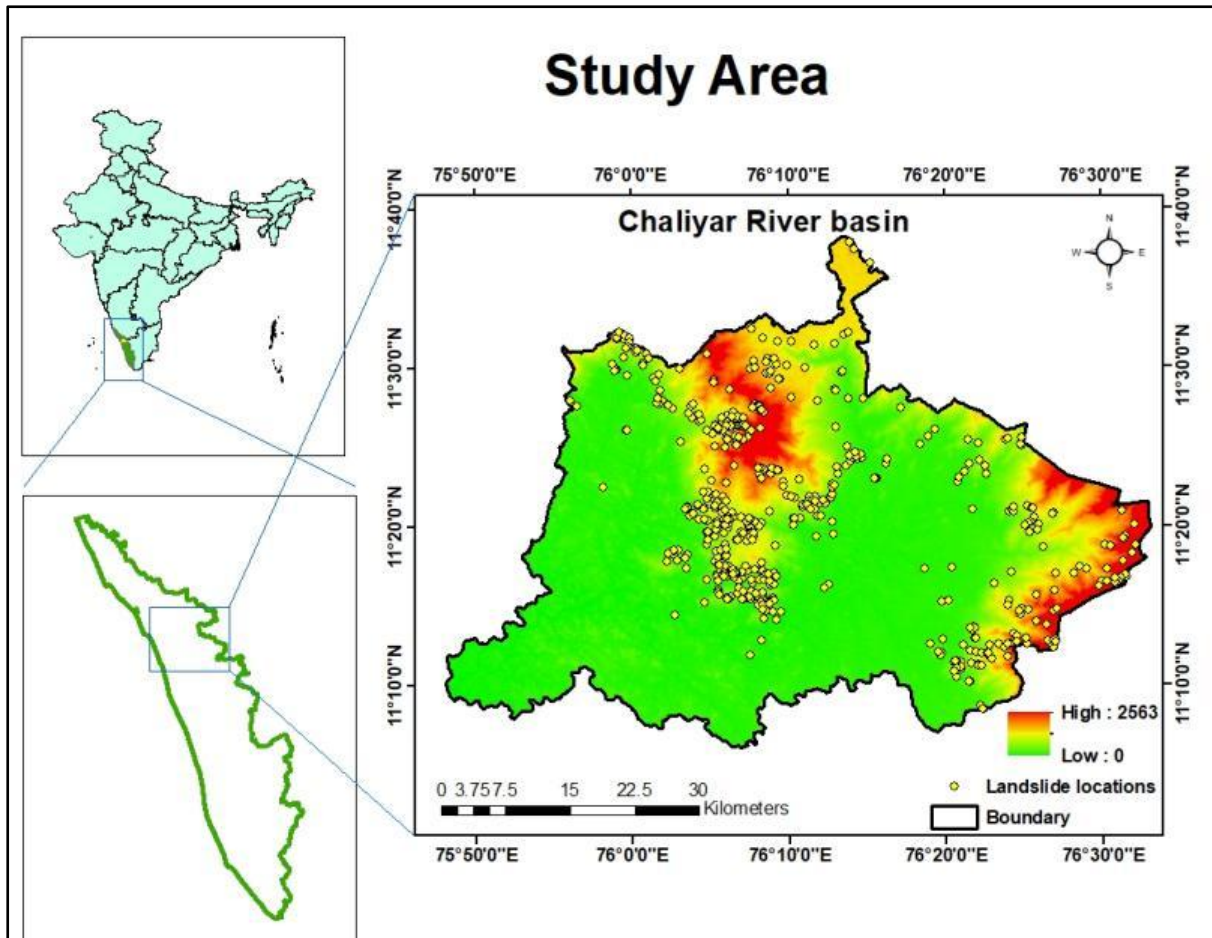 Study Area
75°50'0"E 76°0'0"E 76°10'0"E 76°20'0"E 76°30'0"E
Chaliyar River basin
N
W E
S
11°40'0"N 11°40'0"N
11°30'0"N 11°30'0"N
11°20'0"N 11°20'0"N
11°10'0"N 11°10'0"N
High : 2563
Low : 0
0 3.75 7.5 15 22.5 30
Kilometers
Landslide locations
Boundary
75°50'0"E 76°0'0"E 76°10'0"E 76°20'0"E 76°30'0"E